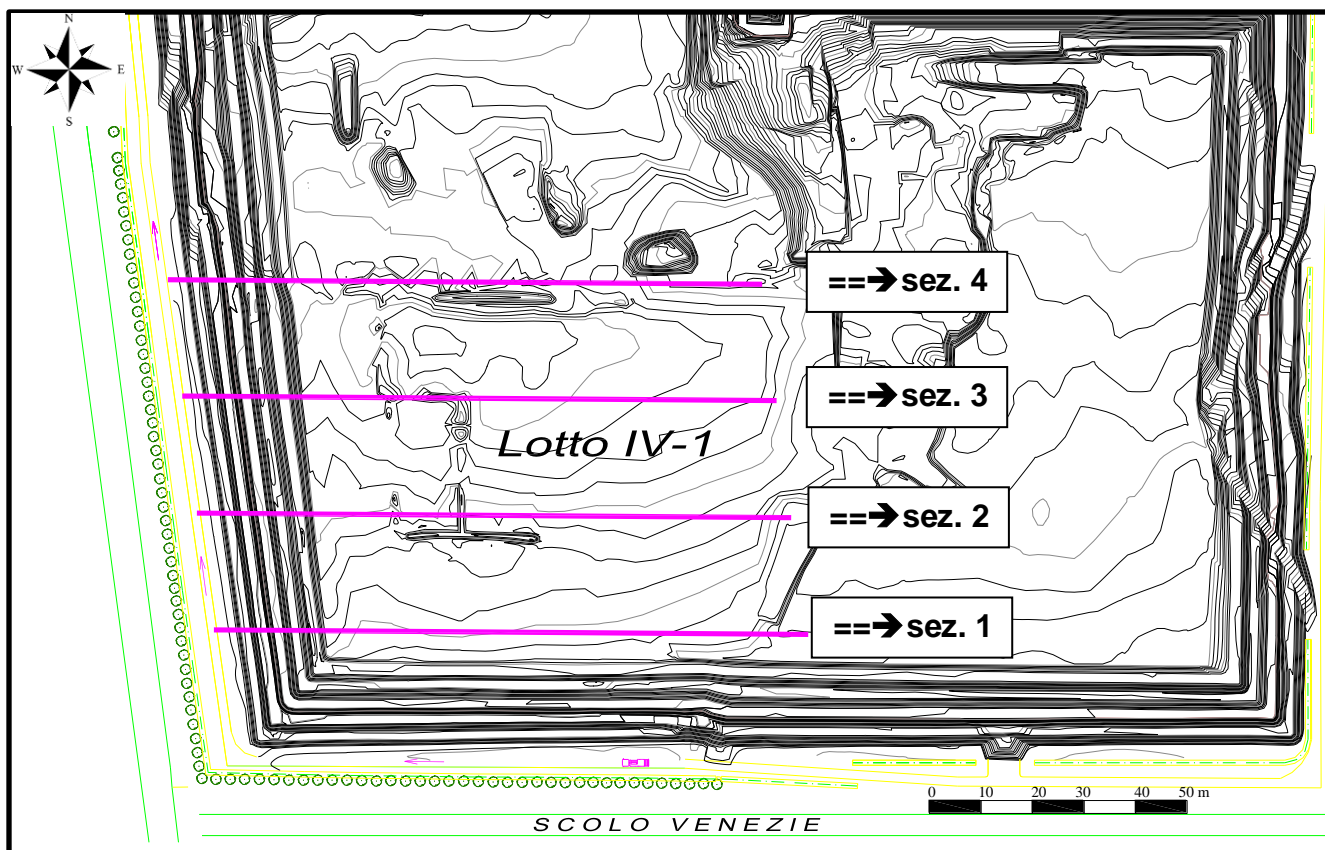 N
W E
S
==➔ sez. 4
==➔ sez. 3
Lotto IV-1
==➔ sez. 2
==➔ sez. 1
0 10 20 30 40 50 m
SCOLO VENEZIE